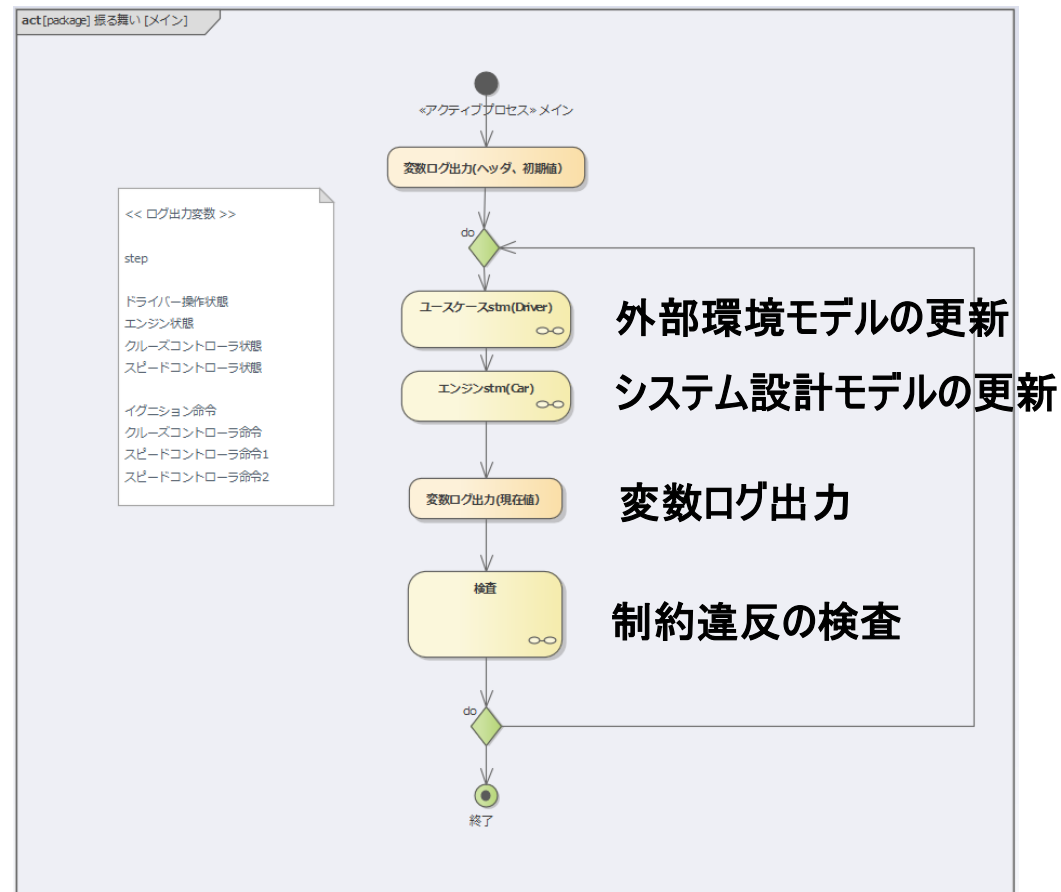 act [package] 振る舞い [メイン]
«アクティブプロセス» メイン
変数ログ出力(ヘッダ、初期値)
<< ログ出力変数 >>
step
ドライバー操作状態
エンジン状態
クルーズコントローラ状態
スピードコントローラ状態
イグニション命令
クルーズコントローラ命令
スピードコントローラ命令1
スピードコントローラ命令2
do
ユースケースstm(Driver)
外部環境モデルの更新
エンジンstm(Car)
システム設計モデルの更新
変数ログ出力(現在値)
変数ログ出力
検査
制約違反の検査
do
終了